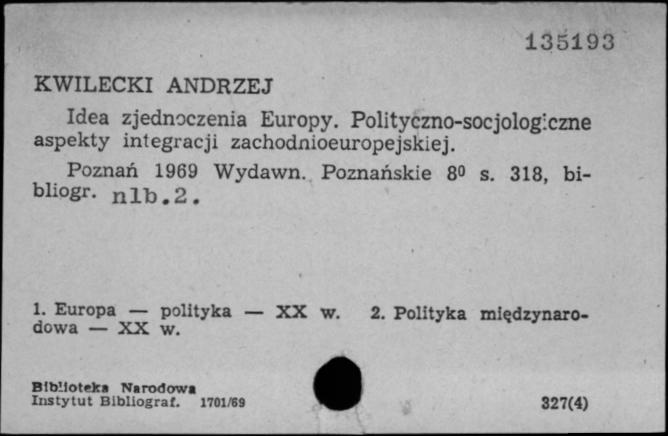 135193
KWILECKI ANDRZEJ
Idea zjednoczenia Europy. Polityczno-socjologiczne
aspekty integracji zachodnioeuropejskiej.
Poznań 1969 Wydawn. Poznańskie 8⁰ s. 318, bi-
bliogr. nlb.2.
1. Europa — polityka — XX w. 2. Polityka międzynaro-
dowa — XX w.
Biblioteka Narodowa
Instytut Bibliograf. 1701/69
327(4)